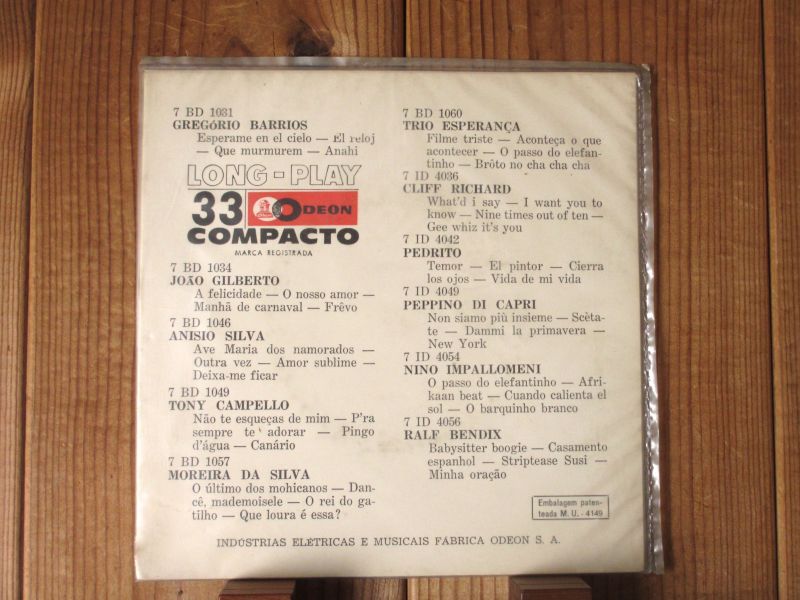 7 BD 1031
GREGÓRIO BARRIOS
Esperame en el cielo — El reloj
— Que murmurem — Anahi
LONG-PLAY
33 ODEON
COMPACTO
MARCA REGISTRADA
7 BD 1034
JOÃO GILBERTO
A felicidade — O nosso amor —
Manhã de carnaval — Frêvo
7 BD 1046
ANISIO SILVA
Ave Maria dos namorados —
Outra vez — Amor sublime —
Deixa-me ficar
7 BD 1049
TONY CAMPELLO
Não te esqueças de mim — P'ra
sempre te adorar — Pingo
d'água — Canário
7 BD 1057
MOREIRA DA SILVA
O último dos mohicanos — Dan-
cê, mademoisele — O rei do ga-
tilho — Que loura é essa?
7 BD 1060
TRIO ESPERANÇA
Filme triste — Aconteça o que
acontecer — O passo do elefan-
tinho — Brôto no cha cha cha
7 ID 4036
CLIFF RICHARD
What'd i say — I want you to
know — Nine times out of ten —
Gee whiz it's you
7 ID 4042
PEDRITO
Temor — El pintor — Cierra
los ojos — Vida de mi vida
7 ID 4049
PEPPINO DI CAPRI
Non siamo più insieme — Scèta-
te — Dammi la primavera —
New York
7 ID 4054
NINO IMPALLOMENI
O passo do elefantinho — Afri-
kaan beat — Cuando calienta el
sol — O barquinho branco
7 ID 4056
RALF BENDIX
Babysitter boogie — Casamento
espanhol — Striptease Susi —
Minha oração
Embalagem paten-
teada M. U. - 4149
INDÚSTRIAS ELÉTRICAS E MUSICAIS FÁBRICA ODEON S. A.